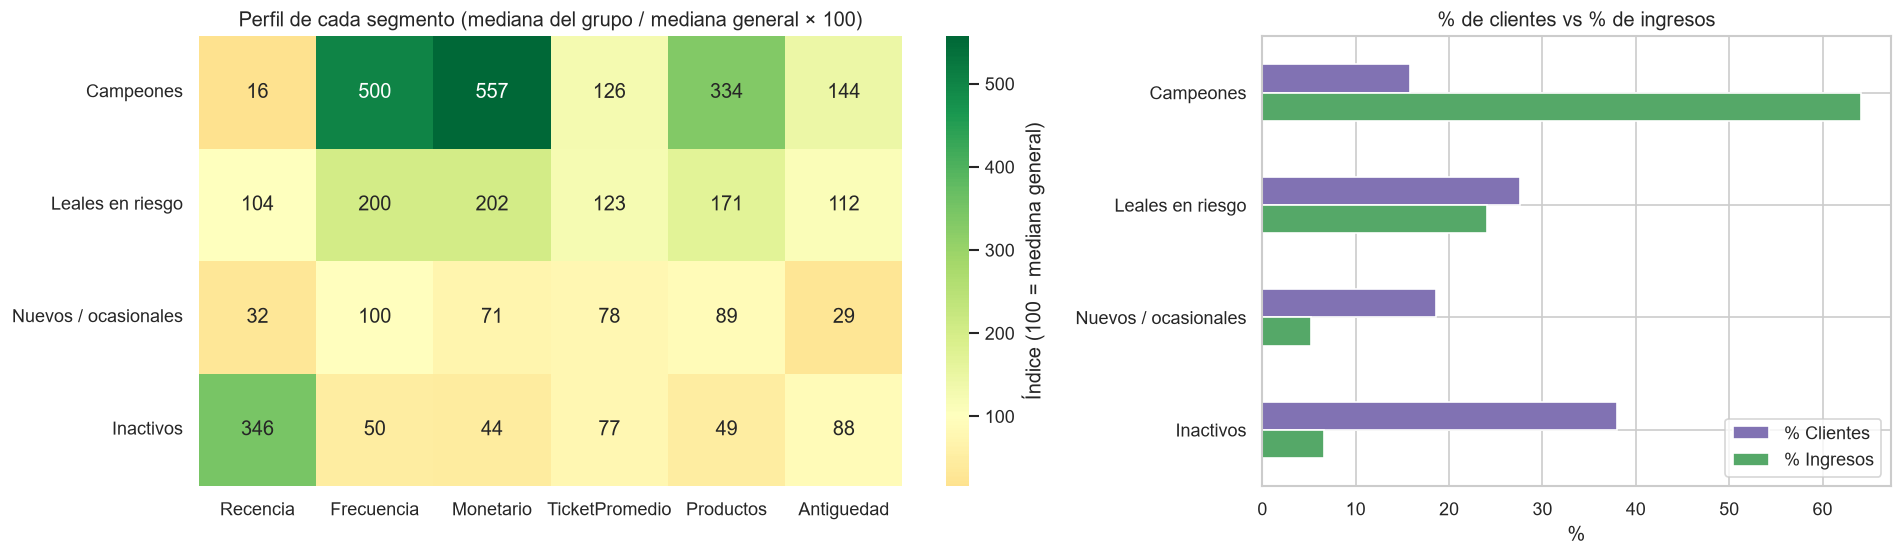 Perfil de cada segmento (mediana del grupo / mediana general × 100)
Campeones 16 500 557 126 334 144
Leales en riesgo 104 200 202 123 171 112
Nuevos / ocasionales 32 100 71 78 89 29
Inactivos 346 50 44 77 49 88
Recencia Frecuencia Monetario TicketPromedio Productos Antiguedad
500
400
300
200
100
Índice (100 = mediana general)
% de clientes vs % de ingresos
Campeones
Leales en riesgo
Nuevos / ocasionales
Inactivos
% Clientes
% Ingresos
0 10 20 30 40 50 60
%